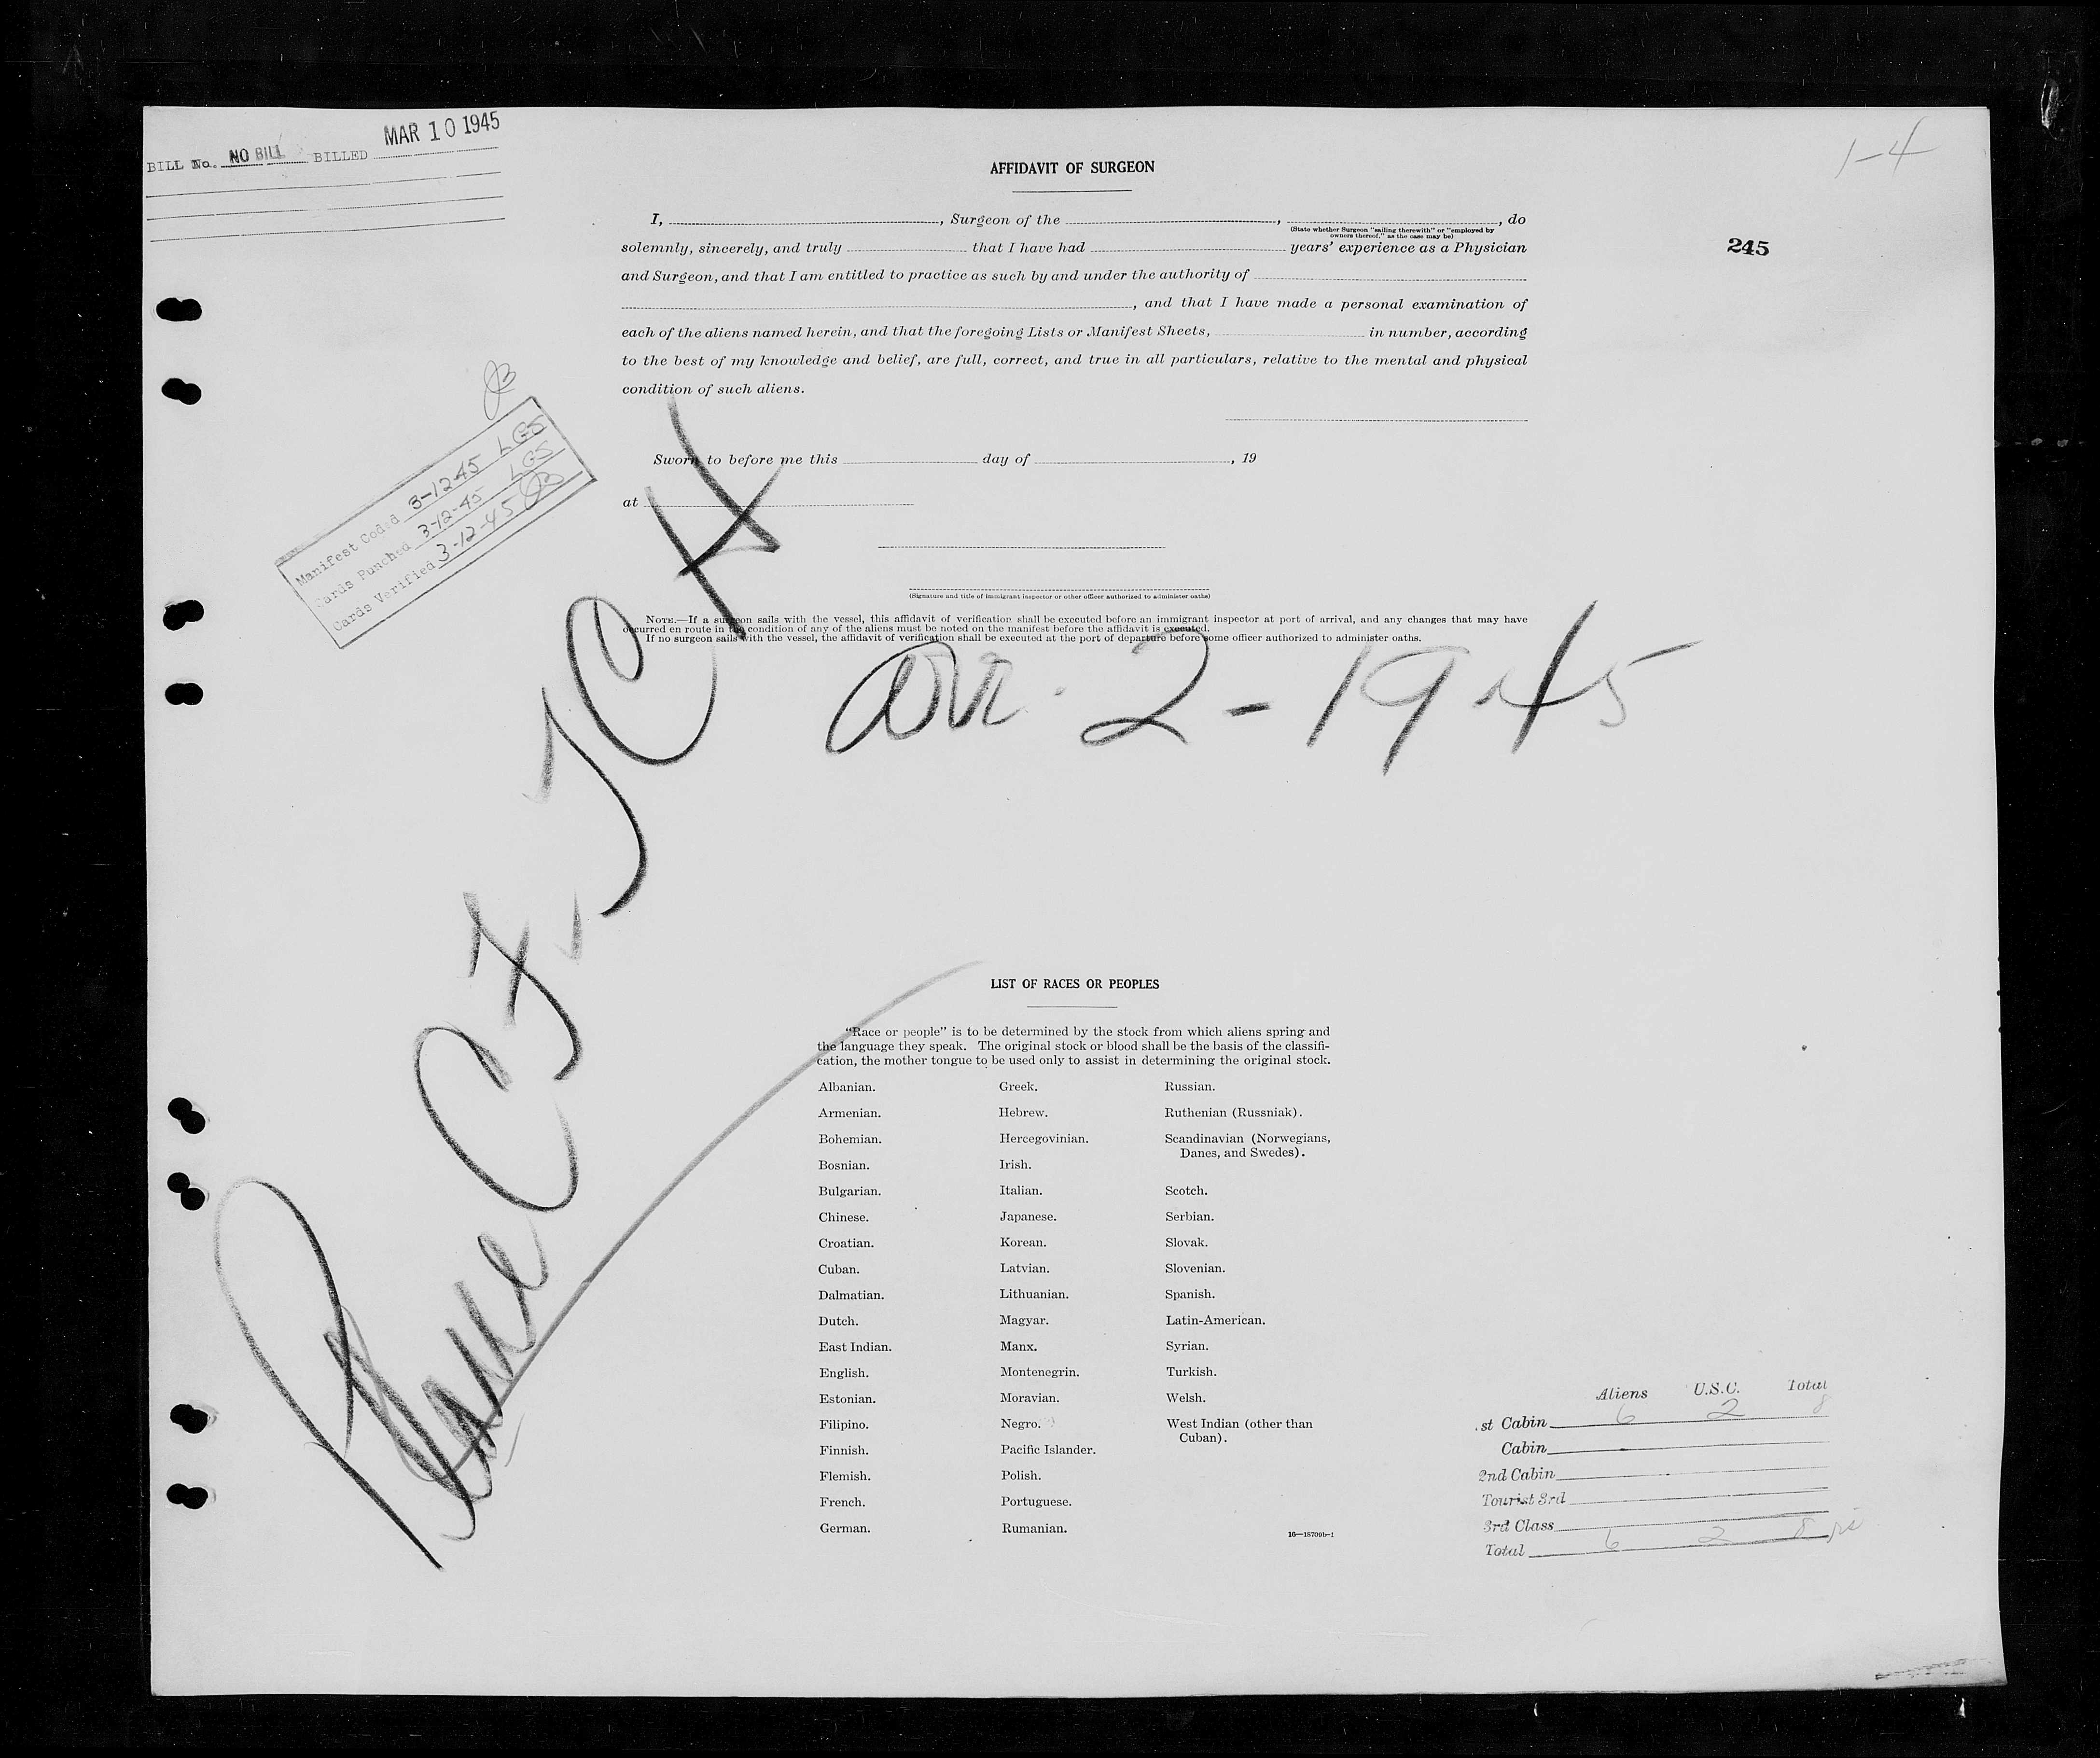 MAR 10 1945
BILL No. NO BILL BILLED
1-4
245
AFFIDAVIT OF SURGEON
I, , Surgeon of the , , do
(State whether Surgeon "sailing therewith" or "employed by
owners thereof," as the case may be)
solemnly, sincerely, and truly that I have had years' experience as a Physician
and Surgeon, and that I am entitled to practice as such by and under the authority of
, and that I have made a personal examination of
each of the aliens named herein, and that the foregoing Lists or Manifest Sheets, in number, according
to the best of my knowledge and belief, are full, correct, and true in all particulars, relative to the mental and physical
condition of such aliens.
Manifest Coded 3-12-45 LGS
Cards Punched 3-12-45 LGS
Cards Verified 3-12-45 JB
JB
Sworn to before me this day of , 19
at
(Signature and title of immigrant inspector or other officer authorized to administer oaths)
NOTE.—If a surgeon sails with the vessel, this affidavit of verification shall be executed before an immigrant inspector at port of arrival, and any changes that may have
occurred en route in the condition of any of the aliens must be noted on the manifest before the affidavit is executed.
If no surgeon sails with the vessel, the affidavit of verification shall be executed at the port of departure before some officer authorized to administer oaths.
Plane CF-TCH
arr. 2-19-45
LIST OF RACES OR PEOPLES
"Race or people" is to be determined by the stock from which aliens spring and
the language they speak. The original stock or blood shall be the basis of the classifi-
cation, the mother tongue to be used only to assist in determining the original stock.
Albanian.
Armenian.
Bohemian.
Bosnian.
Bulgarian.
Chinese.
Croatian.
Cuban.
Dalmatian.
Dutch.
East Indian.
English.
Estonian.
Filipino.
Finnish.
Flemish.
French.
German.
Greek.
Hebrew.
Hercegovinian.
Irish.
Italian.
Japanese.
Korean.
Latvian.
Lithuanian.
Magyar.
Manx.
Montenegrin.
Moravian.
Negro.
Pacific Islander.
Polish.
Portuguese.
Rumanian.
Russian.
Ruthenian (Russniak).
Scandinavian (Norwegians,
Danes, and Swedes).
Scotch.
Serbian.
Slovak.
Slovenian.
Spanish.
Latin-American.
Syrian.
Turkish.
Welsh.
West Indian (other than
Cuban).
16—18709b-1
Aliens U.S.C. Total
st Cabin 6 2 8
Cabin
2nd Cabin
Tourist 3rd
3rd Class
Total 6 2 8